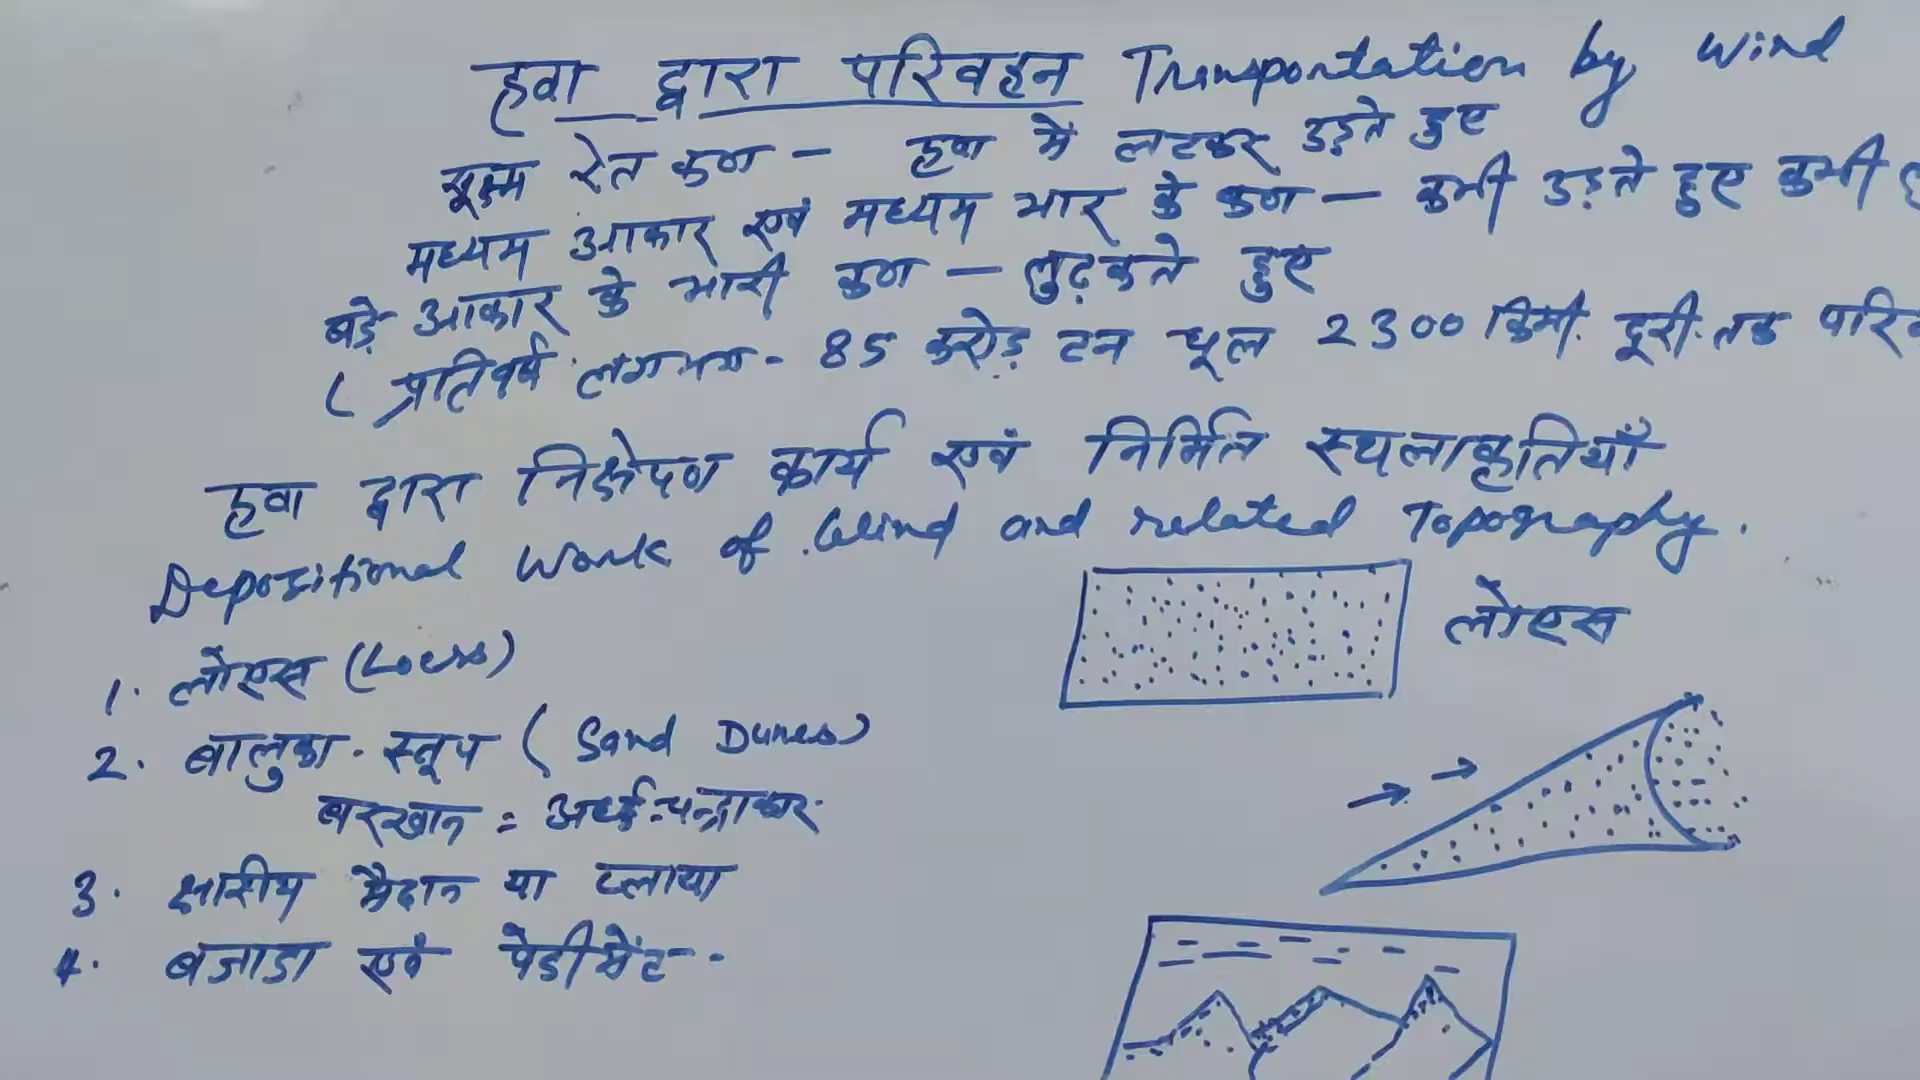 हवा द्वारा परिवहन Transportation by Wind
सूक्ष्म रेत कण – हवा में लटकर उड़ते हुए
मध्यम आकार एवं मध्यम भार के कण – कभी उड़ते हुए कभी
बड़े आकार के भारी कण – लुढ़कते हुए
( प्रतिवर्ष लगभग - 85 करोड़ टन धूल 2300 किमी. दूरी तक
हवा द्वारा निक्षेपण कार्य एवं निर्मित स्थलाकृतियाँ
Depositional Work of Wind and related Topography.
लोएस
1. लोएस (Loess)
2. बालुका - स्तूप ( Sand Dunes)
बरखान = अर्ध्द-चन्द्राकार
3. क्षारीय मैदान या प्लाया
4. बजाडा एवं पेडीमेंट -